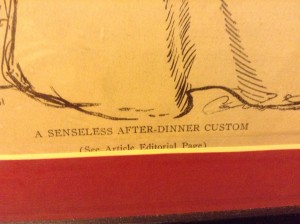 A SENSELESS AFTER-DINNER CUSTOM
(See Article Editorial Page)